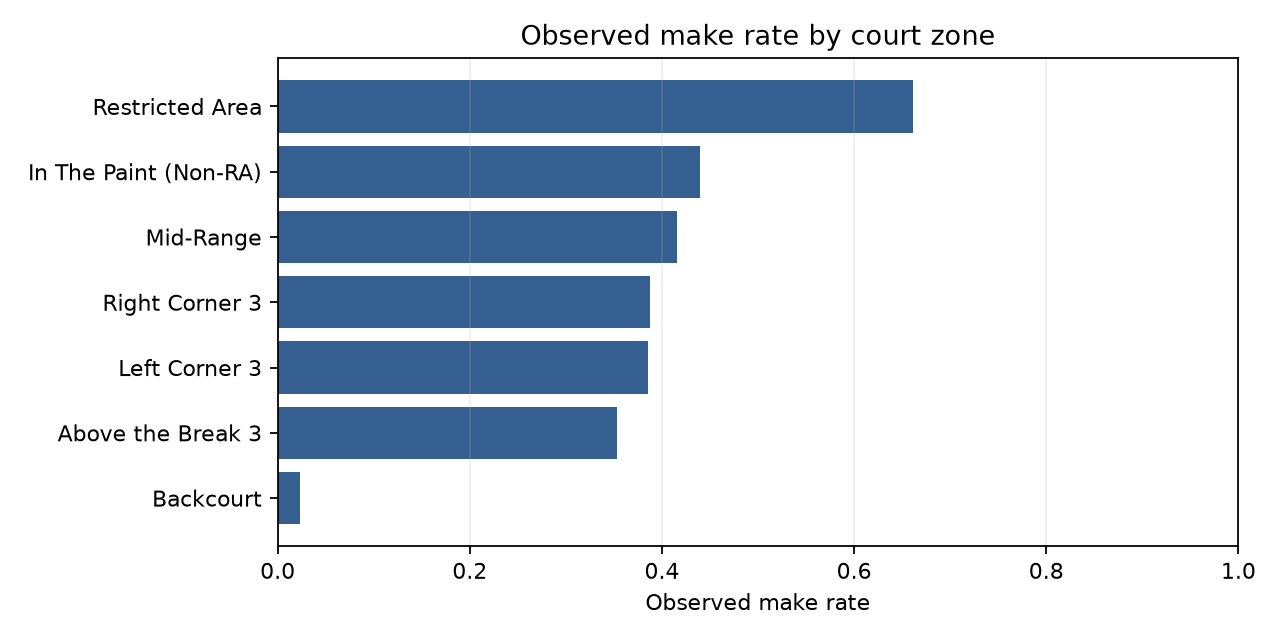 Observed make rate by court zone
Restricted Area
In The Paint (Non-RA)
Mid-Range
Right Corner 3
Left Corner 3
Above the Break 3
Backcourt
0.0 0.2 0.4 0.6 0.8 1.0
Observed make rate